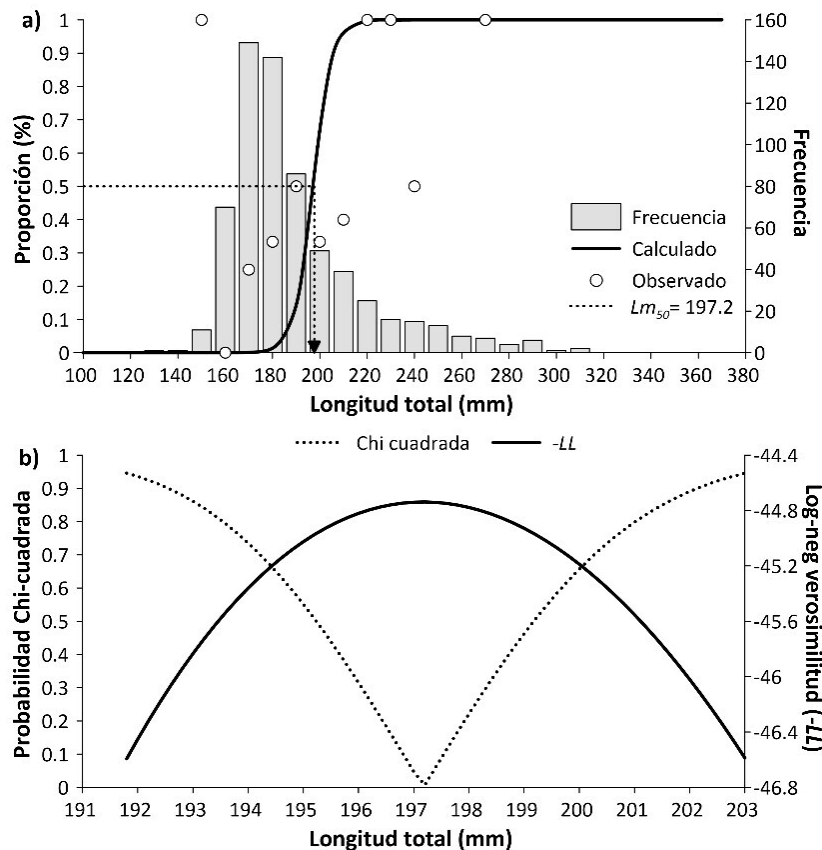 a)
1
0.9
0.8
0.7
0.6
0.5
0.4
0.3
0.2
0.1
0
Proporción (%)
160
140
120
100
80
60
40
20
0
Frecuencia
Frecuencia
Calculado
Observado
Lm50= 197.2
100 120 140 160 180 200 220 240 260 280 300 320 340 360 380
Longitud total (mm)
b)
Chi cuadrada -LL
1
0.9
0.8
0.7
0.6
0.5
0.4
0.3
0.2
0.1
0
Probabilidad Chi-cuadrada
-44.4
-44.8
-45.2
-45.6
-46
-46.4
-46.8
Log-neg verosimilitud (-LL)
191 192 193 194 195 196 197 198 199 200 201 202 203
Longitud total (mm)